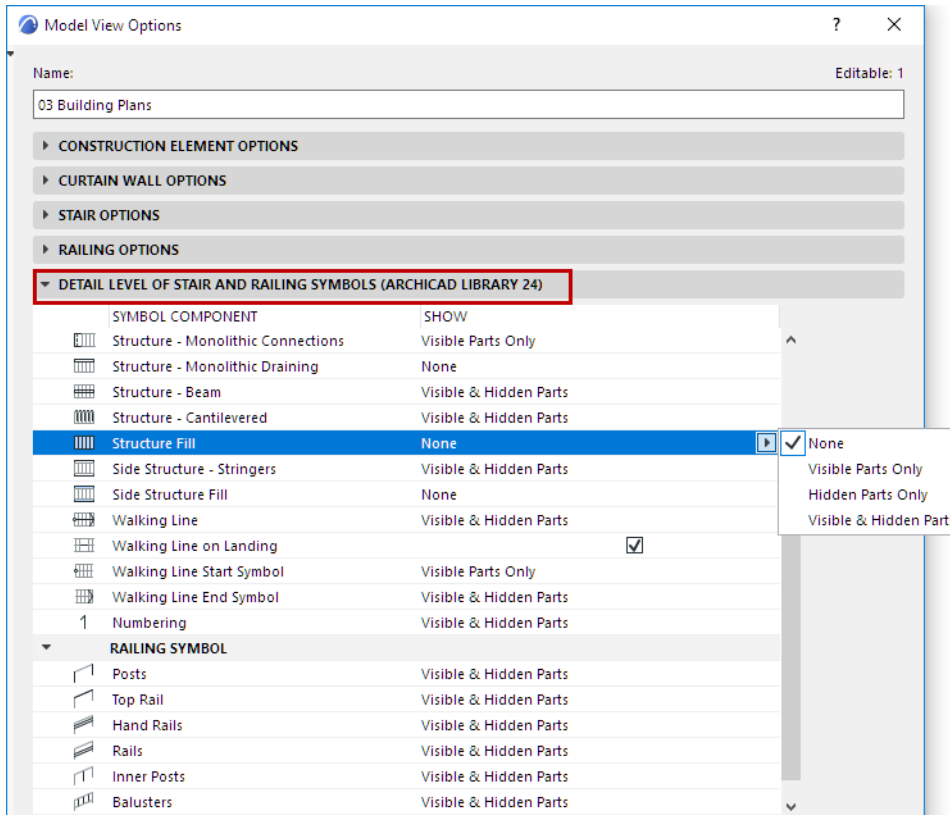 Model View Options ?
Name: Editable: 1
03 Building Plans
CONSTRUCTION ELEMENT OPTIONS
CURTAIN WALL OPTIONS
STAIR OPTIONS
RAILING OPTIONS
DETAIL LEVEL OF STAIR AND RAILING SYMBOLS (ARCHICAD LIBRARY 24)
SYMBOL COMPONENT SHOW
Structure - Monolithic Connections Visible Parts Only
Structure - Monolithic Draining None
Structure - Beam Visible & Hidden Parts
Structure - Cantilevered Visible & Hidden Parts
Structure Fill None None
Side Structure - Stringers Visible & Hidden Parts Visible Parts Only
Side Structure Fill None Hidden Parts Only
Walking Line Visible & Hidden Parts Visible & Hidden Part
Walking Line on Landing
Walking Line Start Symbol Visible Parts Only
Walking Line End Symbol Visible & Hidden Parts
1 Numbering Visible & Hidden Parts
RAILING SYMBOL
Posts Visible & Hidden Parts
Top Rail Visible & Hidden Parts
Hand Rails Visible & Hidden Parts
Rails Visible & Hidden Parts
Inner Posts Visible & Hidden Parts
Balusters Visible & Hidden Parts